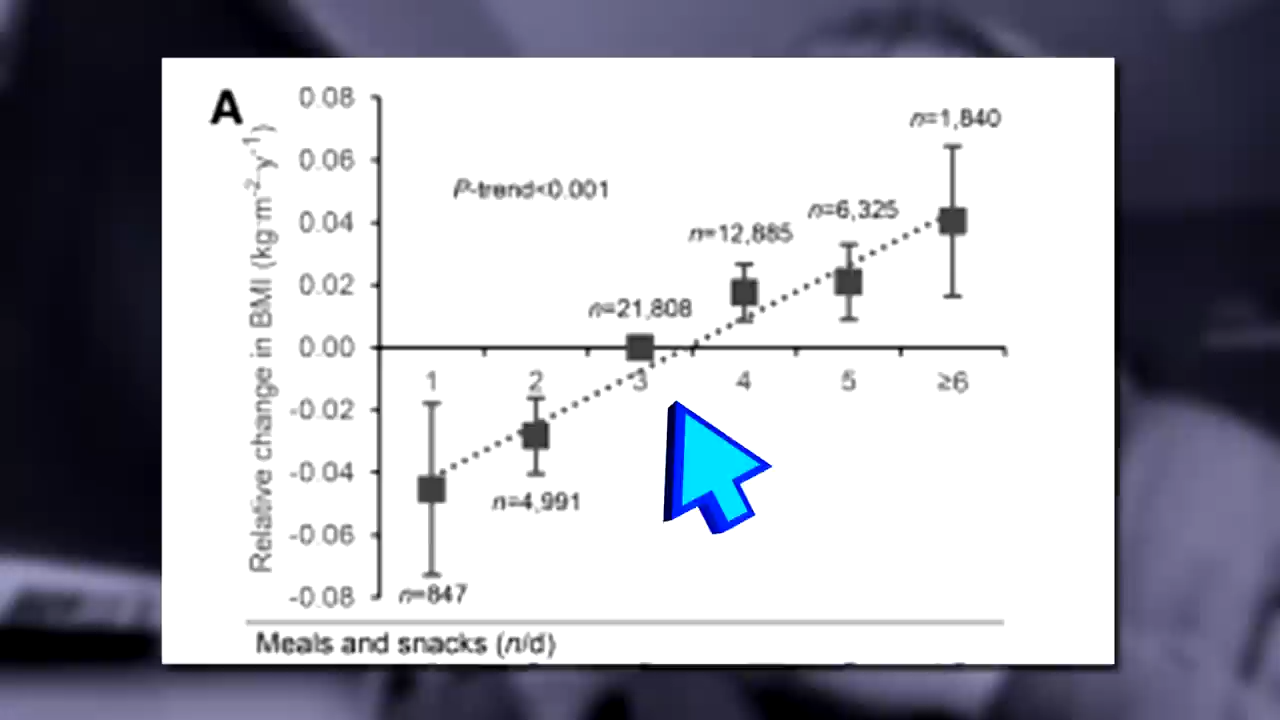 A
0.08
0.06
0.04
0.02
0.00
-0.02
-0.04
-0.06
-0.08
Relative change in BMI (kg·m⁻²·y⁻¹)
P-trend<0.001
n=847
n=4,991
n=21,808
n=12,885
n=6,325
n=1,840
1 2 3 4 5 ≥6
Meals and snacks (n/d)